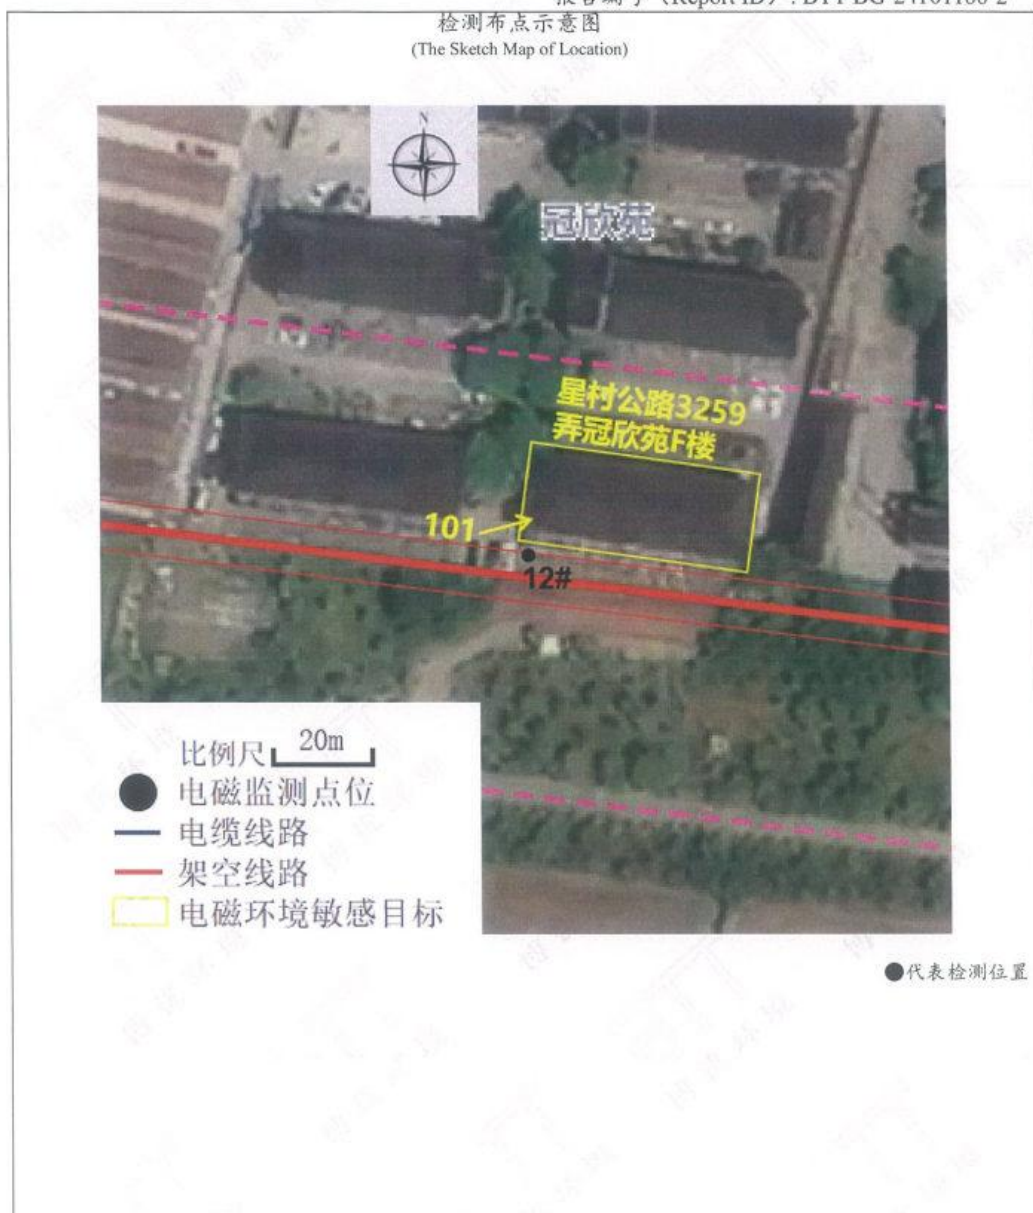 检测布点示意图
(The Sketch Map of Location)
N
冠欣苑
星村公路3259
弄冠欣苑F楼
101
12#
比例尺 20m
电磁监测点位
电缆线路
架空线路
电磁环境敏感目标
●代表检测位置